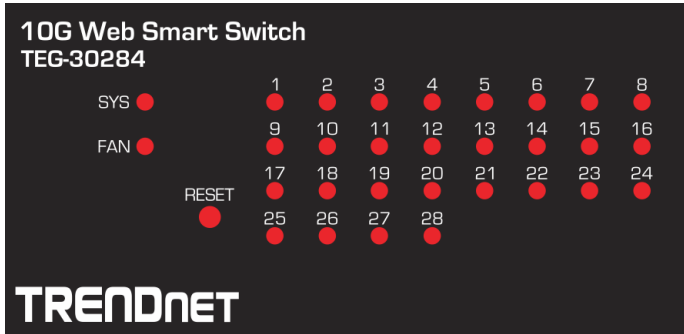 10G Web Smart Switch
TEG-30284
SYS
1 2 3 4 5 6 7 8
FAN
9 10 11 12 13 14 15 16
17 18 19 20 21 22 23 24
RESET
25 26 27 28
TRENDNET